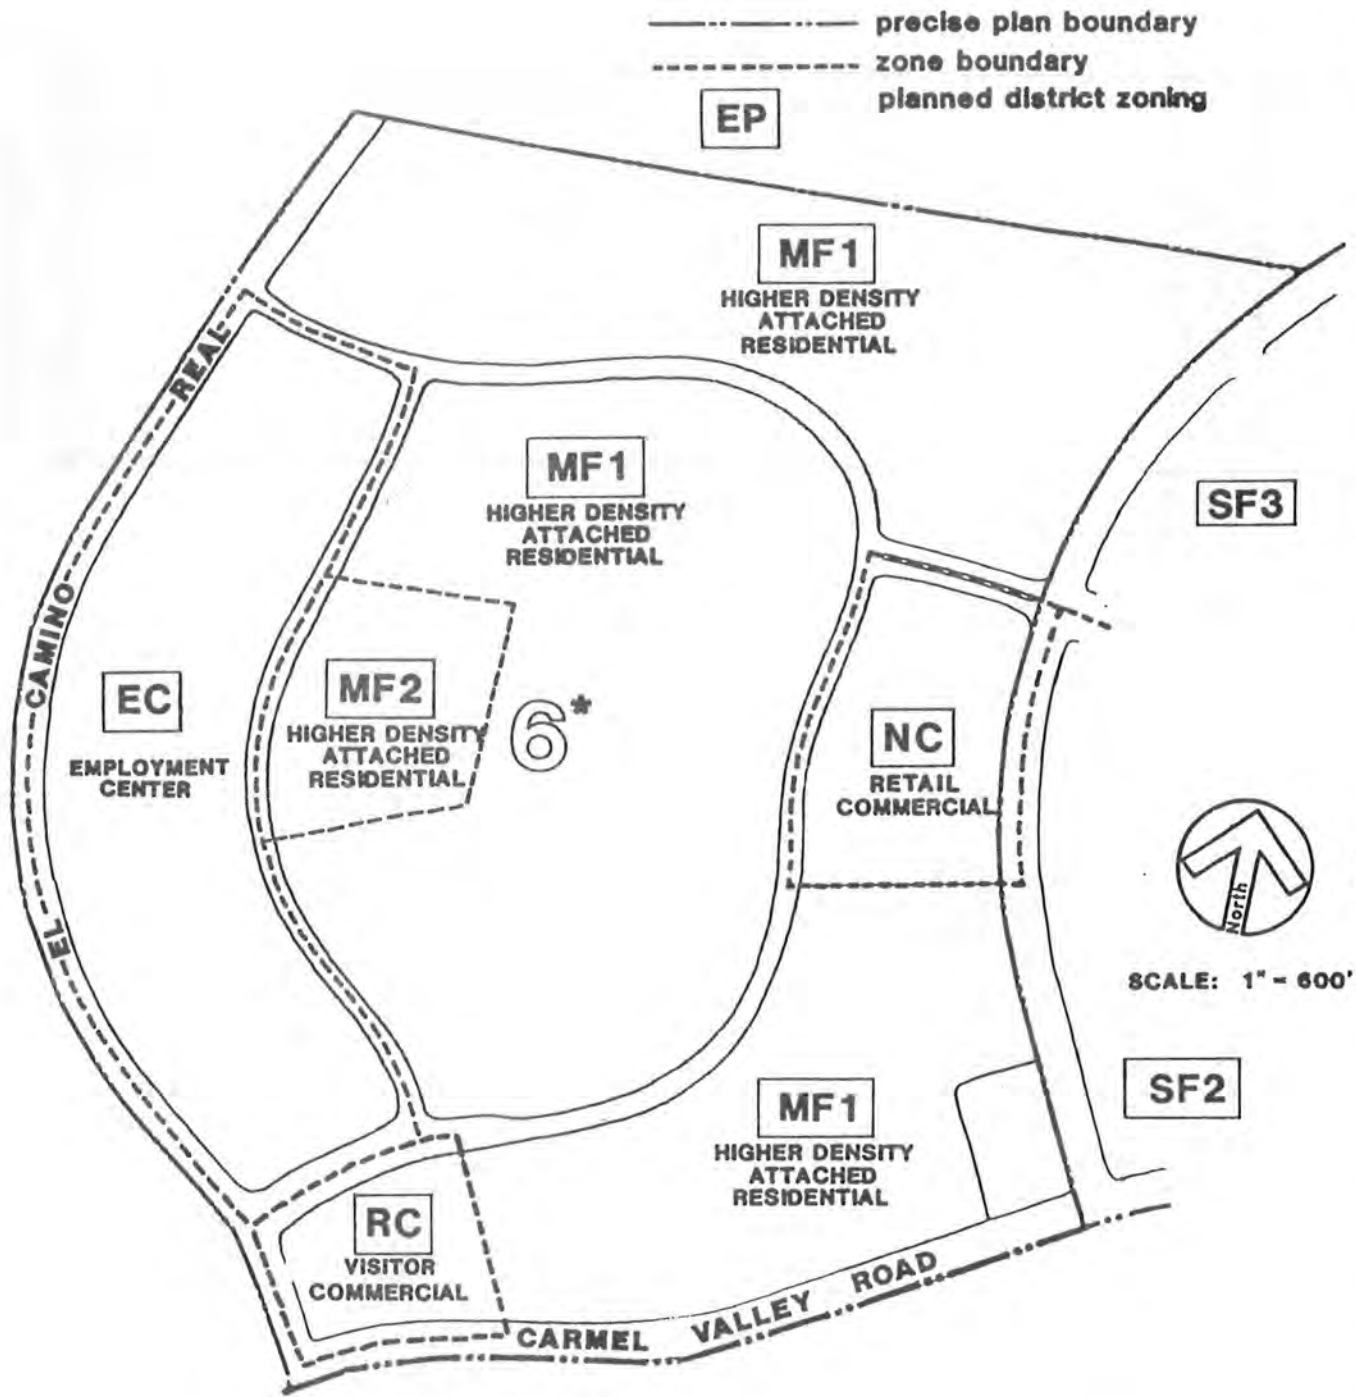 precise plan boundary
zone boundary
planned district zoning
EP
MF1
HIGHER DENSITY
ATTACHED
RESIDENTIAL
REAL
MF1
HIGHER DENSITY
ATTACHED
RESIDENTIAL
SF3
CAMINO
EC
EMPLOYMENT
CENTER
MF2
HIGHER DENSITY
ATTACHED
RESIDENTIAL
6*
NC
RETAIL
COMMERCIAL
North
SCALE: 1" = 600'
EL
SF2
MF1
HIGHER DENSITY
ATTACHED
RESIDENTIAL
RC
VISITOR
COMMERCIAL
CARMEL VALLEY ROAD